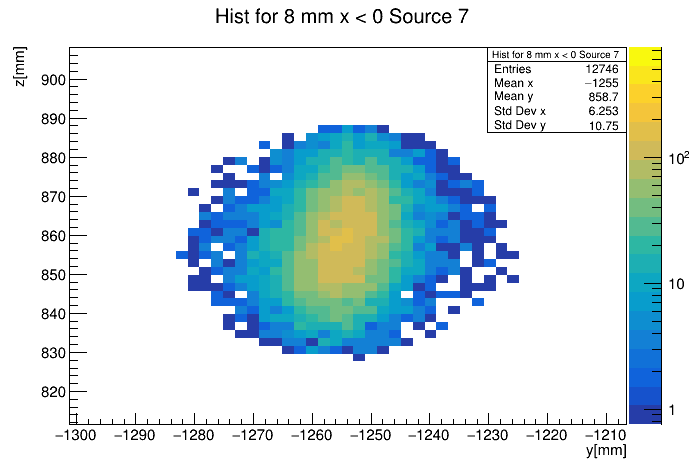 Hist for 8 mm x < 0 Source 7
z[mm]
Hist for 8 mm x < 0 Source 7
Entries 12746
Mean x −1255
Mean y 858.7
Std Dev x 6.253
Std Dev y 10.75
900
890
880
870
860
850
840
830
820
10²
10
1
−1300 −1290 −1280 −1270 −1260 −1250 −1240 −1230 −1220 −1210
y[mm]